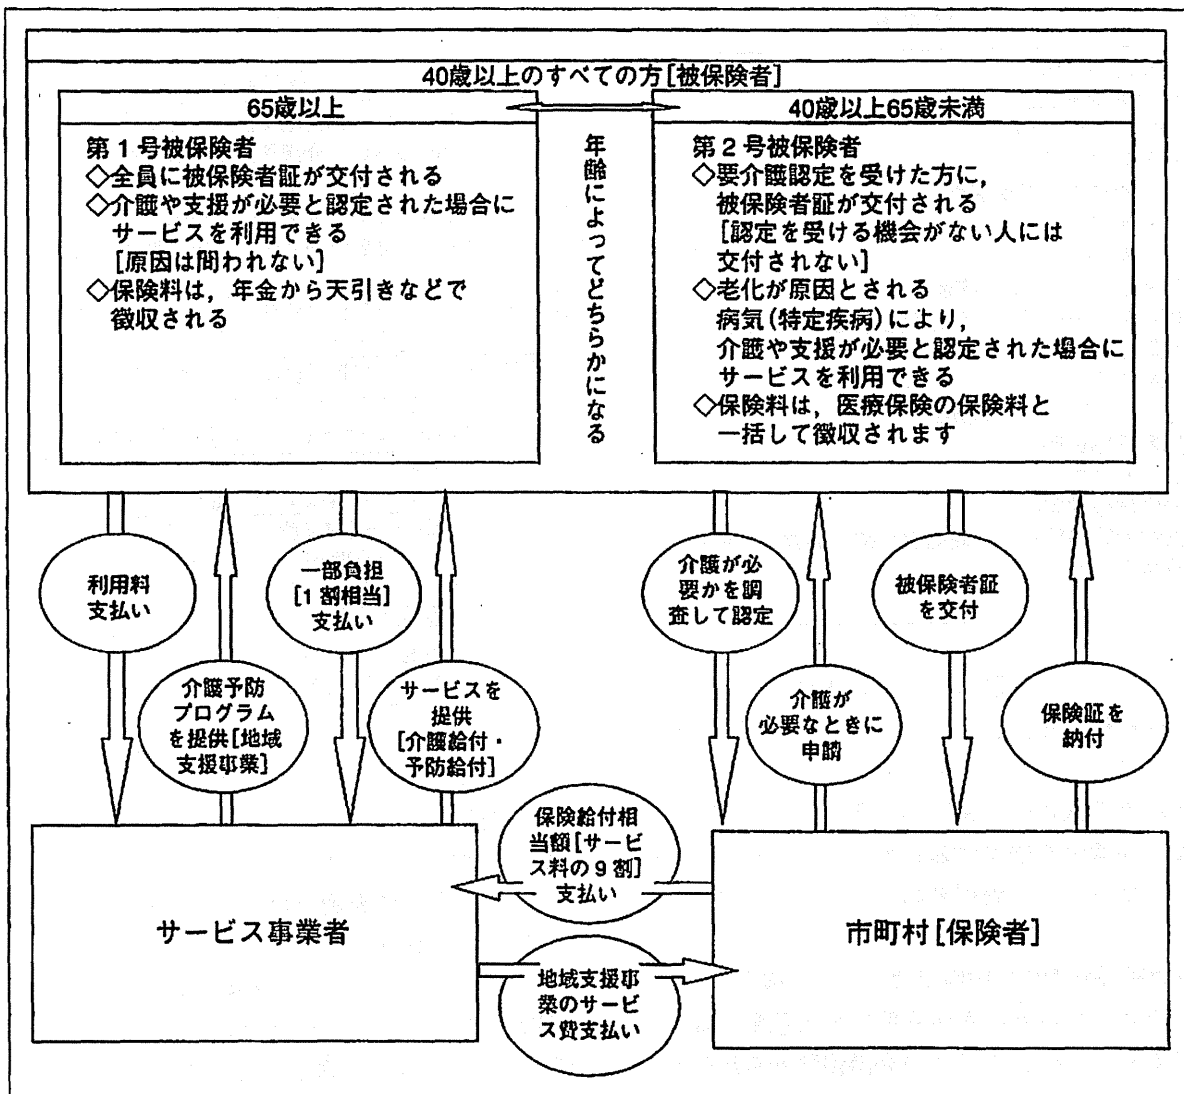 40歳以上のすべての方[被保険者]
65歳以上
第1号被保険者
◇全員に被保険者証が交付される
◇介護や支援が必要と認定された場合に
サービスを利用できる
[原因は問われない]
◇保険料は，年金から天引きなどで
徴収される
年齢によってどちらかになる
40歳以上65歳未満
第2号被保険者
◇要介護認定を受けた方に，
被保険者証が交付される
[認定を受ける機会がない人には
交付されない]
◇老化が原因とされる
病気(特定疾病)により，
介護や支援が必要と認定された場合に
サービスを利用できる
◇保険料は，医療保険の保険料と
一括して徴収されます
利用料
支払い
介護予防
プログラム
を提供[地域
支援事業]
一部負担
[1割相当]
支払い
サービスを
提供
[介護給付・
予防給付]
介護が必
要かを調
査して認定
介護が
必要なときに
申請
被保険者証
を交付
保険証を
納付
保険給付相
当額[サービ
ス料の9割]
支払い
サービス事業者
市町村[保険者]
地域支援事
業のサービ
ス費支払い